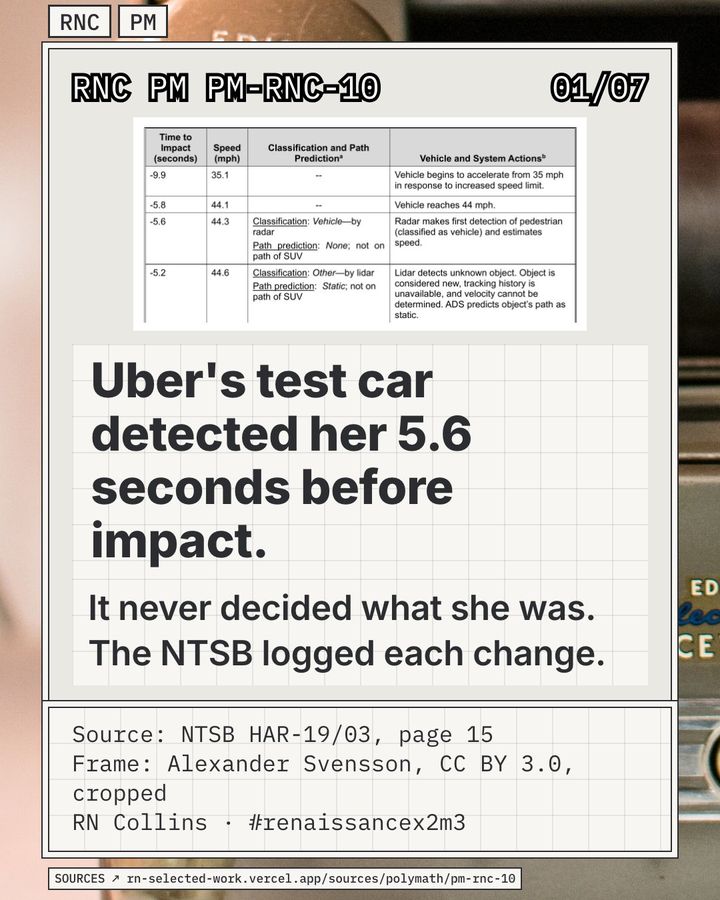 RNC PM
RNC PM PM-RNC-10 01/07
Time to Impact (seconds) Speed (mph) Classification and Path Predictionᵃ Vehicle and System Actionsᵇ
-9.9 35.1 -- Vehicle begins to accelerate from 35 mph in response to increased speed limit.
-5.8 44.1 -- Vehicle reaches 44 mph.
-5.6 44.3 Classification: Vehicle—by radar
Path prediction: None; not on path of SUV
Radar makes first detection of pedestrian (classified as vehicle) and estimates speed.
-5.2 44.6 Classification: Other—by lidar
Path prediction: Static; not on path of SUV
Lidar detects unknown object. Object is considered new, tracking history is unavailable, and velocity cannot be determined. ADS predicts object's path as static.
Uber's test car
detected her 5.6
seconds before
impact.
It never decided what she was.
The NTSB logged each change.
Source: NTSB HAR-19/03, page 15
Frame: Alexander Svensson, CC BY 3.0,
cropped
RN Collins · #renaissancex2m3
SOURCES ↗ rn-selected-work.vercel.app/sources/polymath/pm-rnc-10